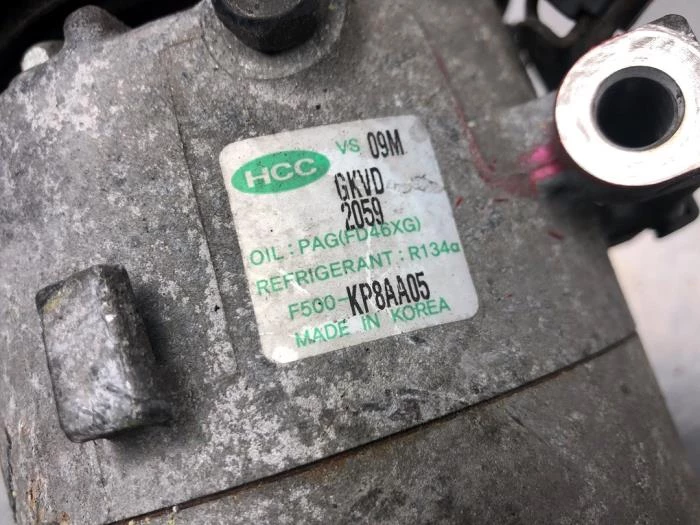 HCC VS 09M
GKVD
2059
OIL : PAG(FD46XG)
REFRIGERANT : R134a
F500-KP8AA05
MADE IN KOREA